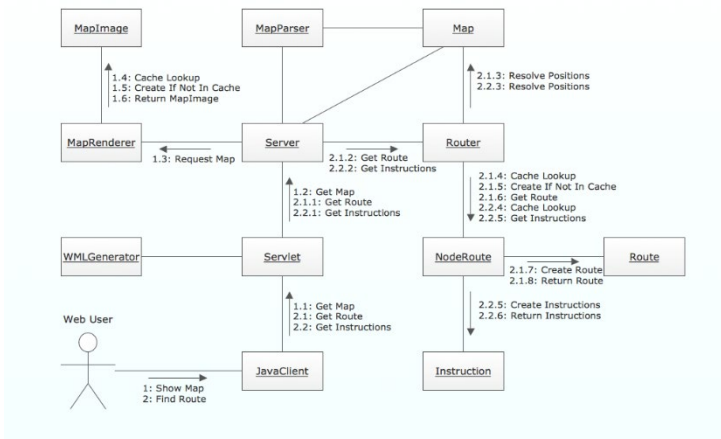 MapImage
MapParser
Map
1.4: Cache Lookup
1.5: Create If Not In Cache
1.6: Return MapImage
2.1.3: Resolve Positions
2.2.3: Resolve Positions
MapRenderer
Server
Router
1.3: Request Map
2.1.2: Get Route
2.2.2: Get Instructions
1.2: Get Map
2.1.1: Get Route
2.2.1: Get Instructions
2.1.4: Cache Lookup
2.1.5: Create If Not In Cache
2.1.6: Get Route
2.2.4: Cache Lookup
2.2.5: Get Instructions
WMLGenerator
Servlet
NodeRoute
Route
2.1.7: Create Route
2.1.8: Return Route
1.1: Get Map
2.1: Get Route
2.2: Get Instructions
2.2.5: Create Instructions
2.2.6: Return Instructions
Web User
JavaClient
Instruction
1: Show Map
2: Find Route